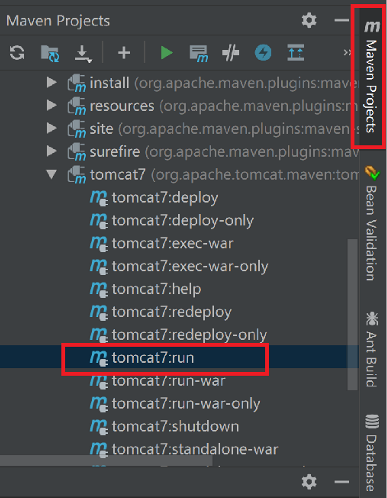 Maven Projects
install (org.apache.maven.plugins:maven
resources (org.apache.maven.plugins:
site (org.apache.maven.plugins:maven
surefire (org.apache.maven.plugins:mav
tomcat7 (org.apache.tomcat.maven:tom
tomcat7:deploy
tomcat7:deploy-only
tomcat7:exec-war
tomcat7:exec-war-only
tomcat7:help
tomcat7:redeploy
tomcat7:redeploy-only
tomcat7:run
tomcat7:run-war
tomcat7:run-war-only
tomcat7:shutdown
tomcat7:standalone-war
Maven Projects
Bean Validation
Ant Build
Database